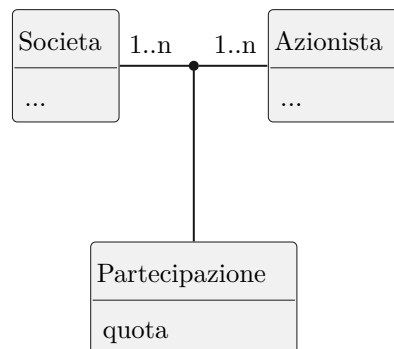 Societa
1..n
1..n
Azionista
...
...
Partecipazione
quota